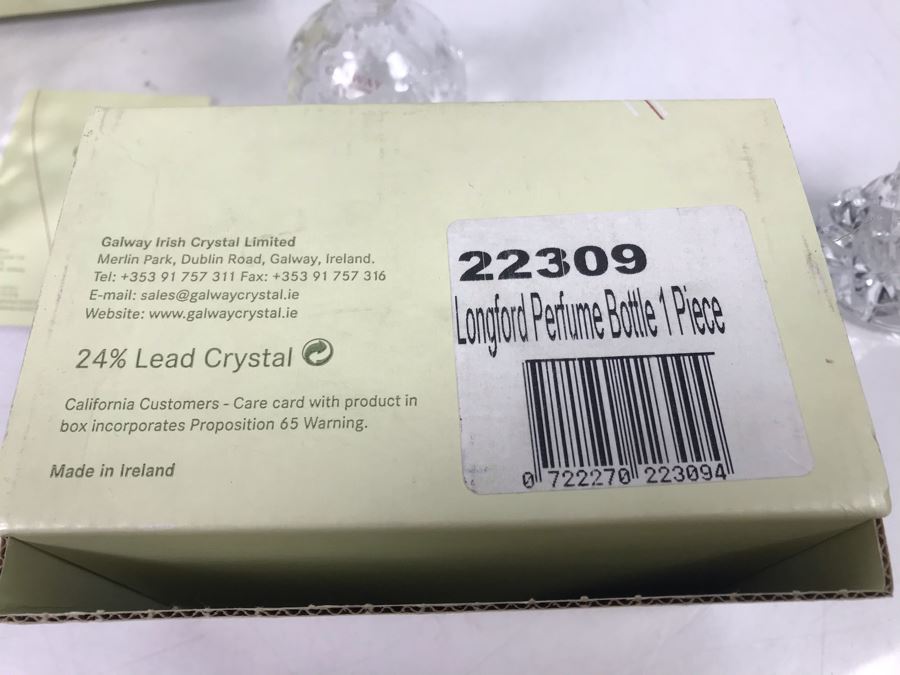 Galway Irish Crystal Limited
Merlin Park, Dublin Road, Galway, Ireland.
Tel: +353 91 757 311 Fax: +353 91 757 316
E-mail: sales@galwaycrystal.ie
Website: www.galwaycrystal.ie
24% Lead Crystal
California Customers - Care card with product in
box incorporates Proposition 65 Warning.
Made in Ireland
22309
Longford Perfume Bottle 1 Piece
0 722270 223094